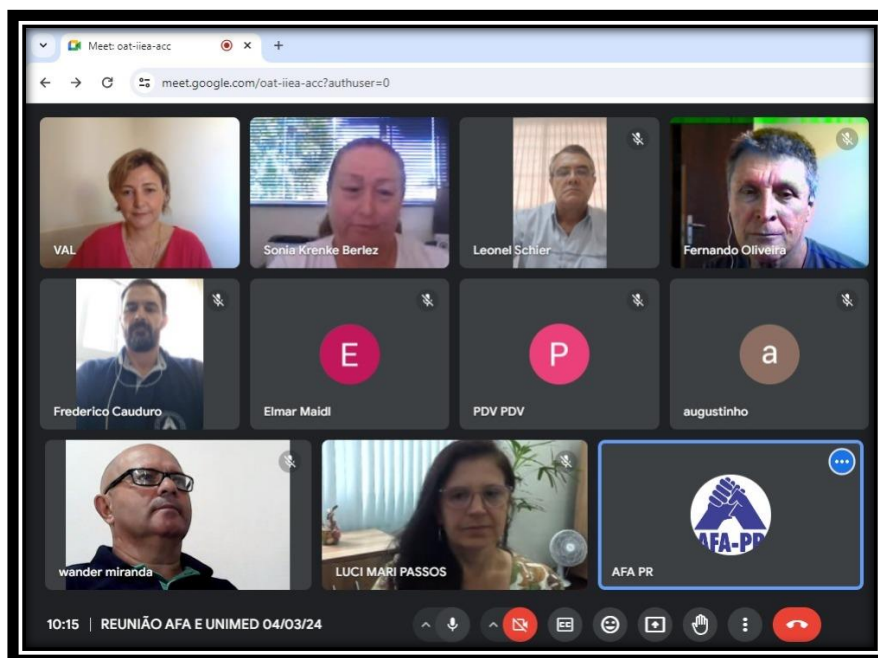 Meet: oat-iiea-acc
meet.google.com/oat-iiea-acc?authuser=0
VAL
Sonia Krenke Berlez
Leonel Schier
Fernando Oliveira
Frederico Cauduro
E
Elmar Maidl
P
PDV PDV
a
augustinho
wander miranda
LUCI MARI PASSOS
AFA-PR
AFA PR
10:15 | REUNIÃO AFA E UNIMED 04/03/24